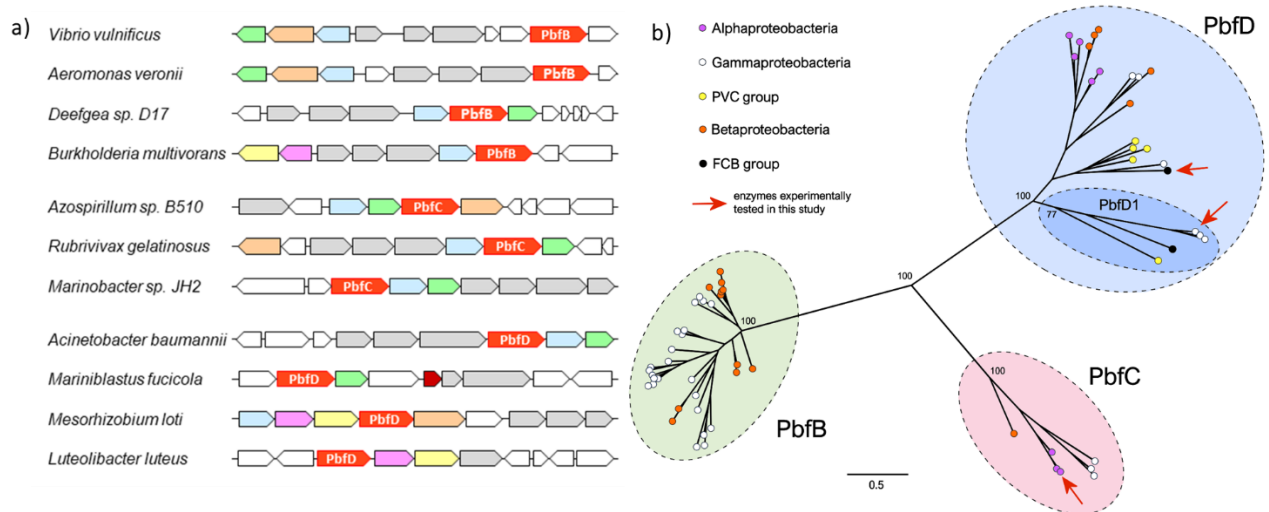 a)
Vibrio vulnificus
PbfB
Aeromonas veronii
PbfB
Deefgea sp. D17
PbfB
Burkholderia multivorans
PbfB
Azospirillum sp. B510
PbfC
Rubrivivax gelatinosus
PbfC
Marinobacter sp. JH2
PbfC
Acinetobacter baumannii
PbfD
Mariniblastus fucicola
PbfD
Mesorhizobium loti
PbfD
Luteolibacter luteus
PbfD
b)
Alphaproteobacteria
Gammaproteobacteria
PVC group
Betaproteobacteria
FCB group
enzymes experimentally
tested in this study
PbfD
100
PbfD1
77
100
100
PbfB
100
PbfC
0.5